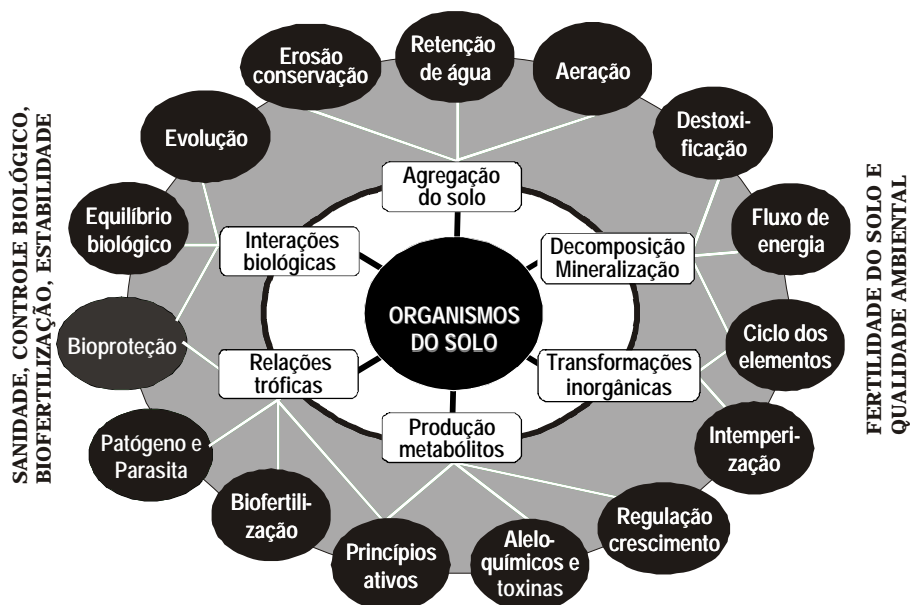 Erosão
conservação
Retenção
de água
Aeração
Destoxi-
ficação
Evolução
Agregação
do solo
Equilíbrio
biológico
Interações
biológicas
Decomposição
Mineralização
Fluxo de
energia
ORGANISMOS
DO SOLO
Bioproteção
Relações
tróficas
Transformações
inorgânicas
Ciclo dos
elementos
Produção
metabólitos
Patógeno e
Parasita
Intemperi-
zação
Biofertili-
zação
Princípios
ativos
Alelo-
químicos e
toxinas
Regulação
crescimento
SANIDADE, CONTROLE BIOLÓGICO,
BIOFERTILIZAÇÃO, ESTABILIDADE
FERTILIDADE DO SOLO E
QUALIDADE AMBIENTAL